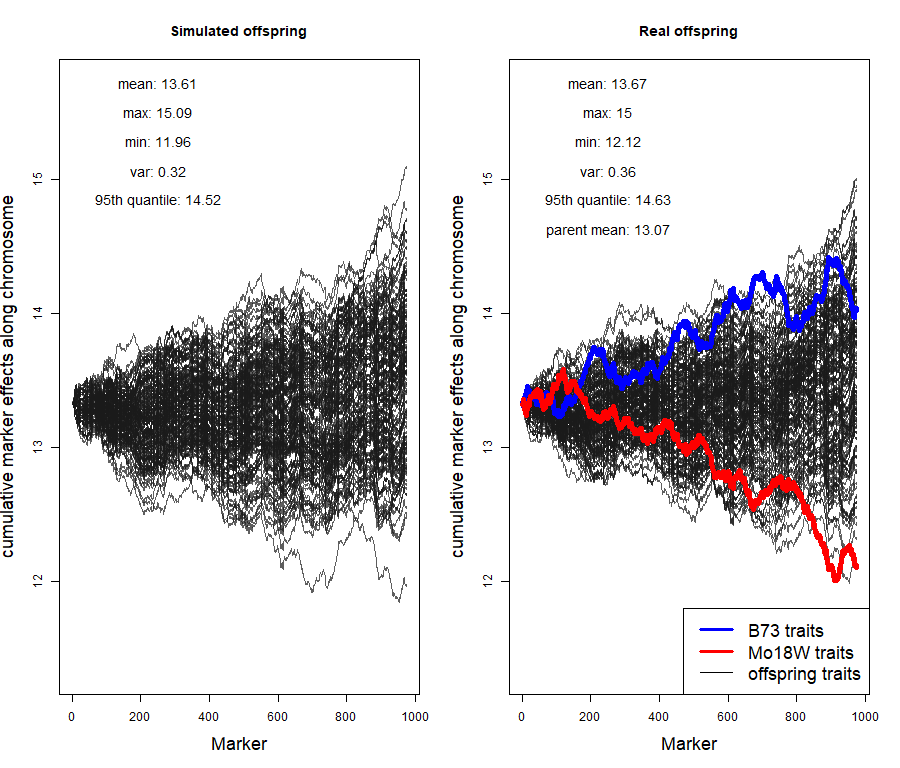 Simulated offspring
mean: 13.61
max: 15.09
min: 11.96
var: 0.32
95th quantile: 14.52
cumulative marker effects along chromosome
15
14
13
12
0 200 400 600 800 1000
Marker
Real offspring
mean: 13.67
max: 15
min: 12.12
var: 0.36
95th quantile: 14.63
parent mean: 13.07
cumulative marker effects along chromosome
15
14
13
12
B73 traits
Mo18W traits
offspring traits
0 200 400 600 800 1000
Marker